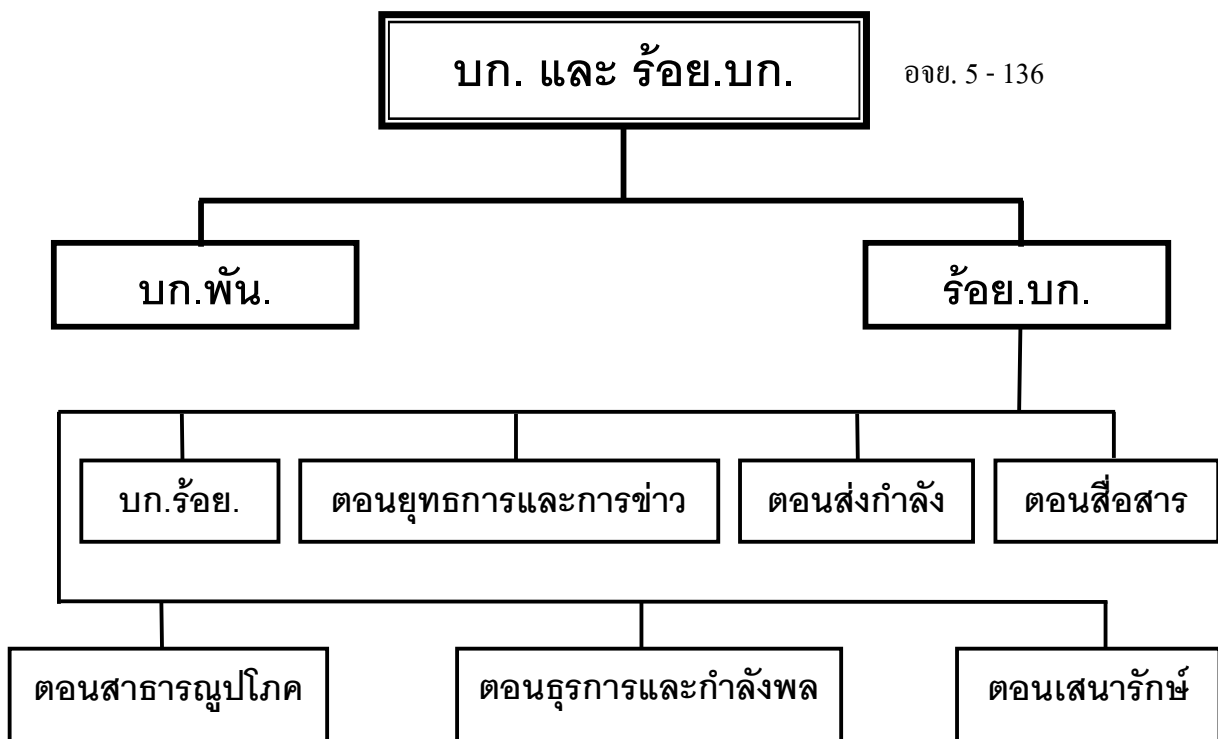 บก. และ ร้อย.บก.
อจย. 5 - 136
บก.พัน.
ร้อย.บก.
บก.ร้อย.
ตอนยุทธการและการข่าว
ตอนส่งกำลัง
ตอนสื่อสาร
ตอนสาธารณูปโภค
ตอนธุรการและกำลังพล
ตอนเสนารักษ์